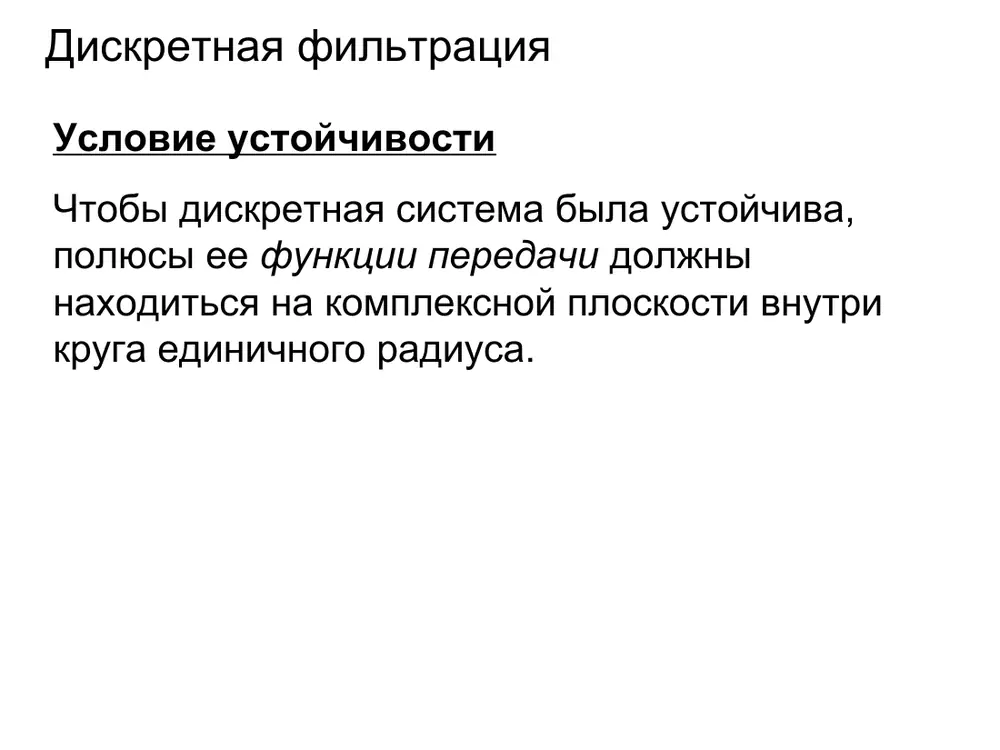 Дискретная фильтрация
Условие устойчивости
Чтобы дискретная система была устойчива,
полюсы ее функции передачи должны
находиться на комплексной плоскости внутри
круга единичного радиуса.